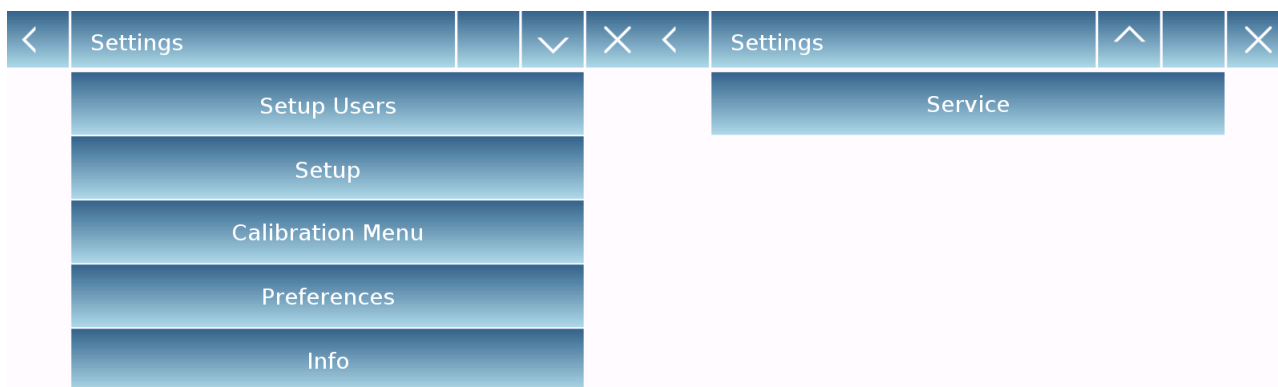 Settings
Setup Users
Setup
Calibration Menu
Preferences
Info
Settings
Service